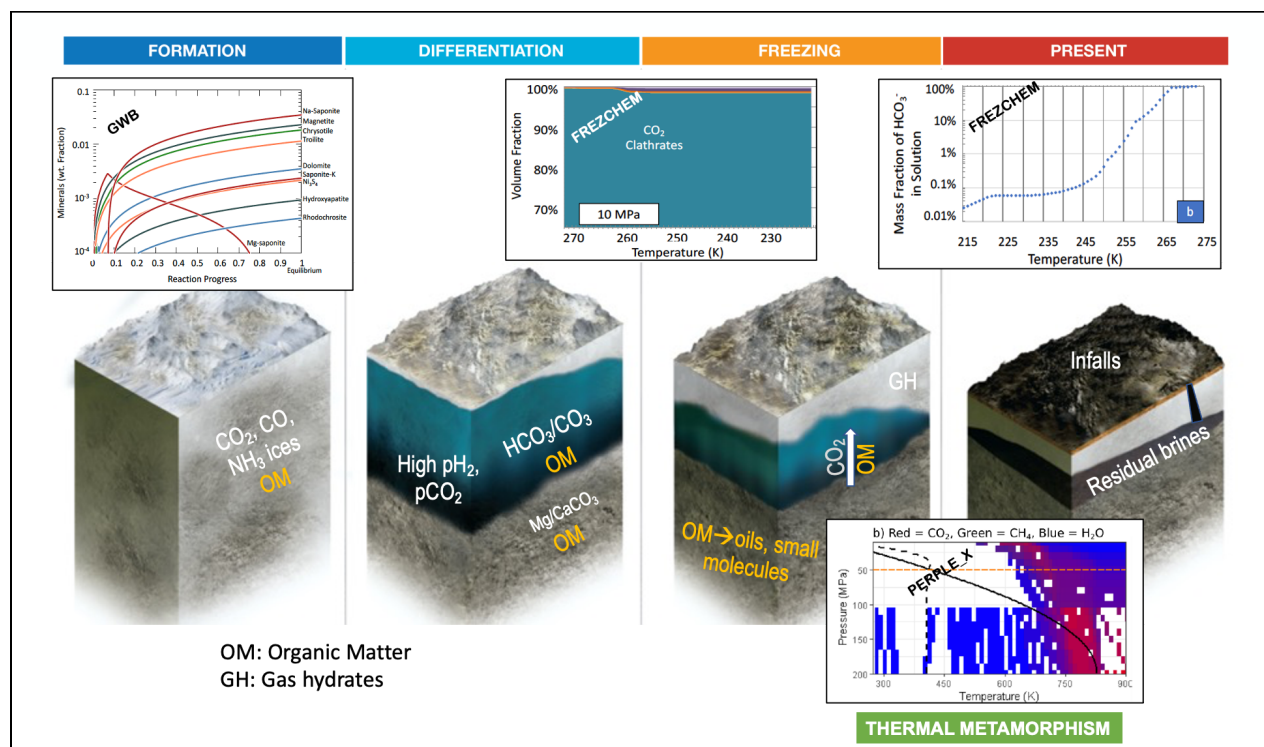 FORMATION
DIFFERENTIATION
FREEZING
PRESENT
GWB
Minerals (wt. Fraction)
0.1
0.01
10-3
10-4
0 0.1 0.2 0.3 0.4 0.5 0.6 0.7 0.8 0.9 1
Reaction Progress
Equilibrium
Na-Saponite
Magnetite
Chrysotile
Troilite
Dolomite
Saponite-K
Ni3S4
Hydroxyapatite
Rhodochrosite
Mg-saponite
FREZCHEM
Volume Fraction
100%
90%
80%
70%
CO2
Clathrates
10 MPa
270 260 250 240 230
Temperature (K)
FREZCHEM
Mass Fraction of HCO3-
in Solution
100%
10%
1%
0.1%
0.01%
b
215 225 235 245 255 265 275
Temperature (K)
CO2, CO,
NH3 ices
OM
HCO3/CO3
OM
High pH2,
pCO2
Mg/CaCO3
OM
GH
CO2
OM
OM→oils, small
molecules
Infalls
Residual brines
b) Red = CO2, Green = CH4, Blue = H2O
PERPLE_X
Pressure (MPa)
50
100
150
200
300 450 600 750 900
Temperature (K)
THERMAL METAMORPHISM
OM: Organic Matter
GH: Gas hydrates